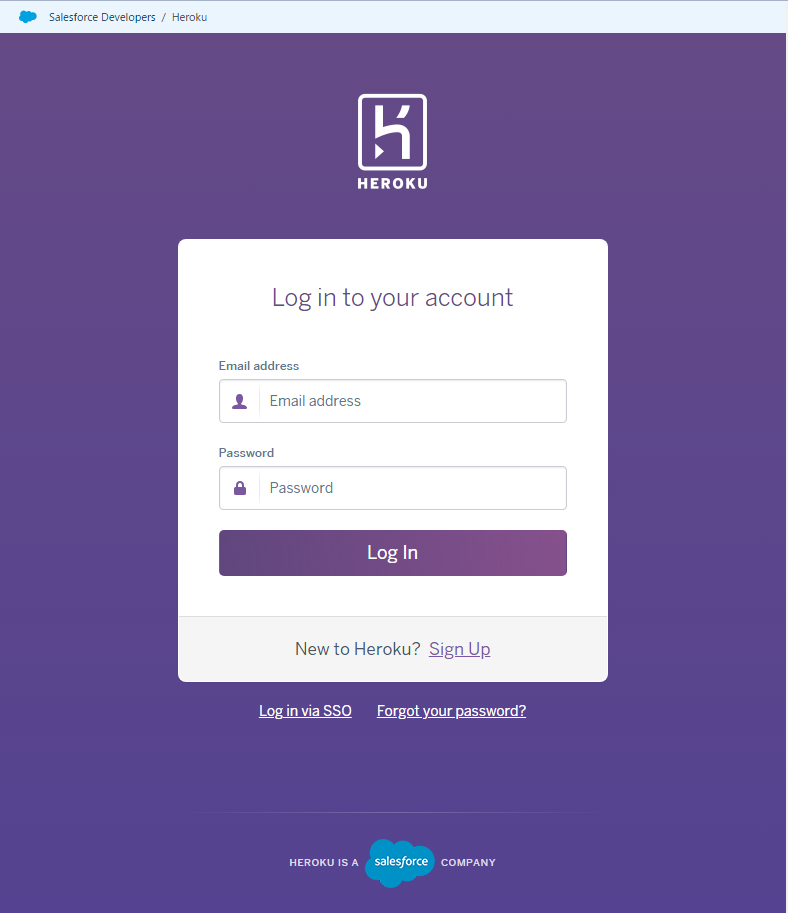 Salesforce Developers / Heroku
HEROKU
Log in to your account
Email address
Email address
Password
Password
Log In
New to Heroku? Sign Up
Log in via SSO Forgot your password?
HEROKU IS A salesforce COMPANY